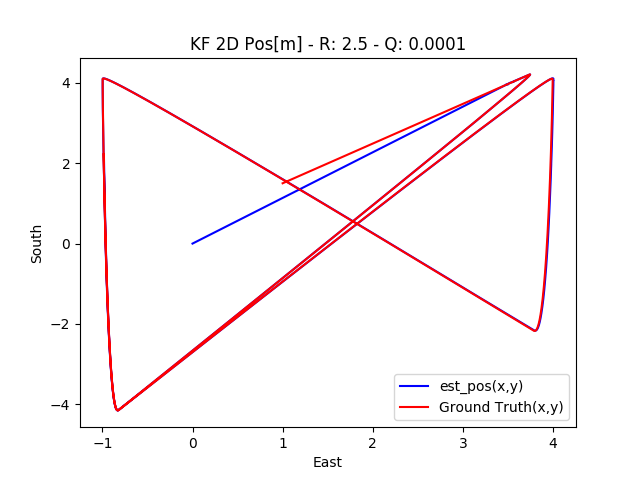 KF 2D Pos[m] - R: 2.5 - Q: 0.0001
4
2
0
−2
−4
South
−1
0
1
2
3
4
East
est_pos(x,y)
Ground Truth(x,y)